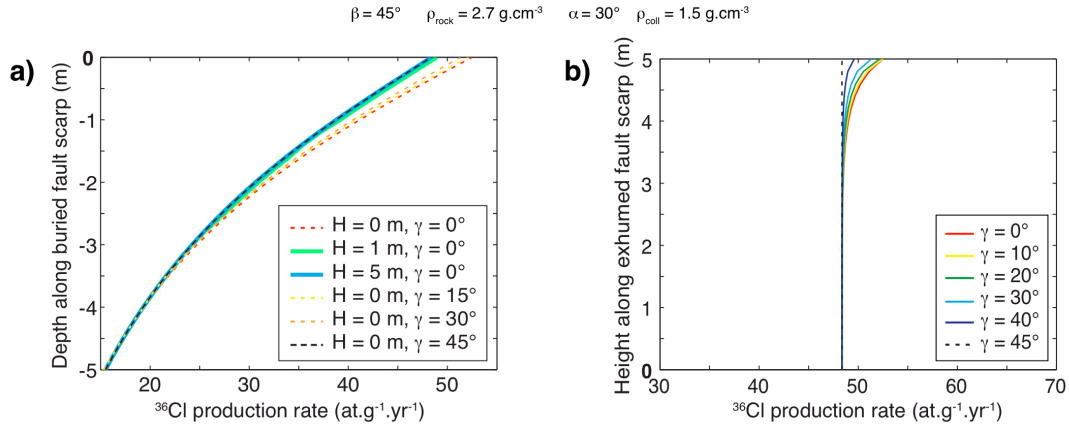 β = 45° ρrock = 2.7 g.cm-3 α = 30° ρcoll = 1.5 g.cm-3
a)
Depth along buried fault scarp (m)
0
-1
-2
-3
-4
-5
20 30 40 50
36Cl production rate (at.g-1.yr-1)
H = 0 m, γ = 0°
H = 1 m, γ = 0°
H = 5 m, γ = 0°
H = 0 m, γ = 15°
H = 0 m, γ = 30°
H = 0 m, γ = 45°
b)
Height along exhumed fault scarp (m)
5
4
3
2
1
0
30 40 50 60 70
36Cl production rate (at.g-1.yr-1)
γ = 0°
γ = 10°
γ = 20°
γ = 30°
γ = 40°
γ = 45°